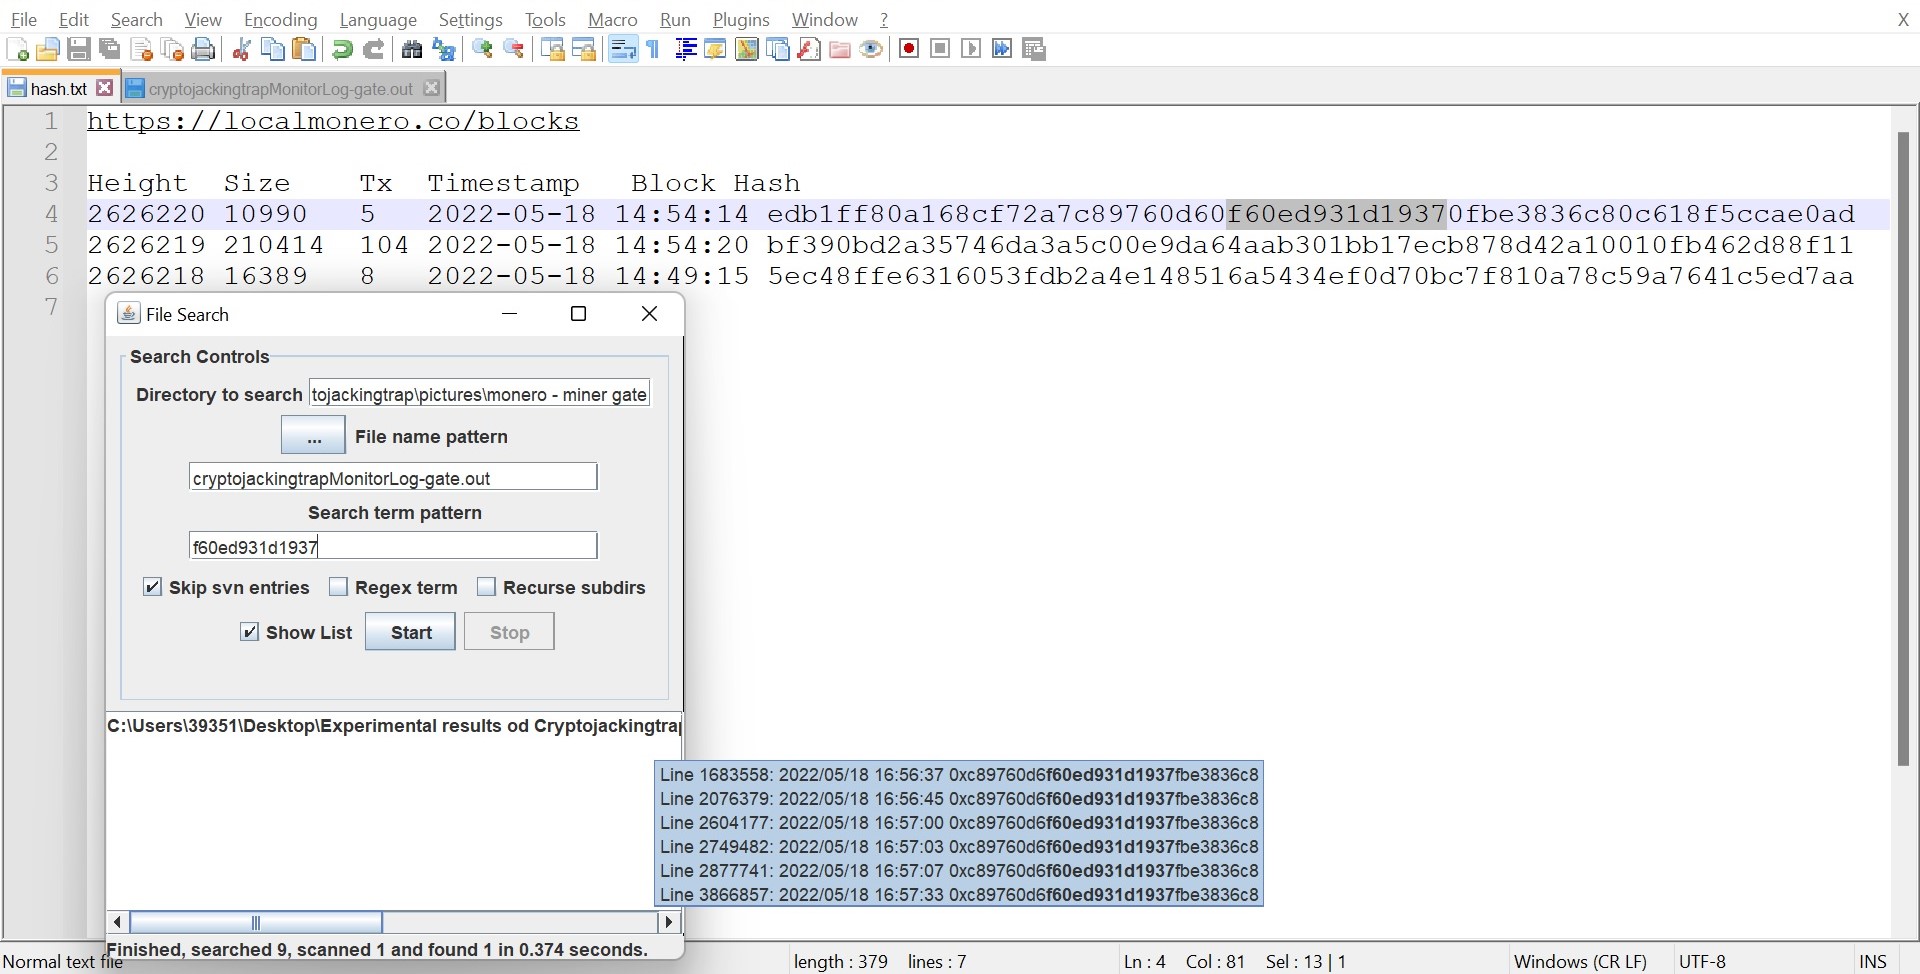 File Edit Search View Encoding Language Settings Tools Macro Run Plugins Window ? X
hash.txt cryptojackingtrapMonitorLog-gate.out
1 https://localmonero.co/blocks
2
3 Height Size Tx Timestamp Block Hash
4 2626220 10990 5 2022-05-18 14:54:14 edb1ff80a168cf72a7c89760d60f60ed931d19370fbe3836c80c618f5ccae0ad
5 2626219 210414 104 2022-05-18 14:54:20 bf390bd2a35746da3a5c00e9da64aab301bb17ecb878d42a10010fb462d88f11
6 2626218 16389 8 2022-05-18 14:49:15 5ec48ffe6316053fdb2a4e148516a5434ef0d70bc7f810a78c59a7641c5ed7aa
7
File Search
Search Controls
Directory to search tojackingtrap\pictures\monero - miner gate
... File name pattern
cryptojackingtrapMonitorLog-gate.out
Search term pattern
f60ed931d1937
Skip svn entries Regex term Recurse subdirs
Show List Start Stop
C:\Users\39351\Desktop\Experimental results od Cryptojackingtrap
Line 1683558: 2022/05/18 16:56:37 0xc89760d6f60ed931d1937fbe3836c8
Line 2076379: 2022/05/18 16:56:45 0xc89760d6f60ed931d1937fbe3836c8
Line 2604177: 2022/05/18 16:57:00 0xc89760d6f60ed931d1937fbe3836c8
Line 2749482: 2022/05/18 16:57:03 0xc89760d6f60ed931d1937fbe3836c8
Line 2877741: 2022/05/18 16:57:07 0xc89760d6f60ed931d1937fbe3836c8
Line 3866857: 2022/05/18 16:57:33 0xc89760d6f60ed931d1937fbe3836c8
Finished, searched 9, scanned 1 and found 1 in 0.374 seconds.
Normal text file length : 379 lines : 7 Ln : 4 Col : 81 Sel : 13 | 1 Windows (CR LF) UTF-8 INS